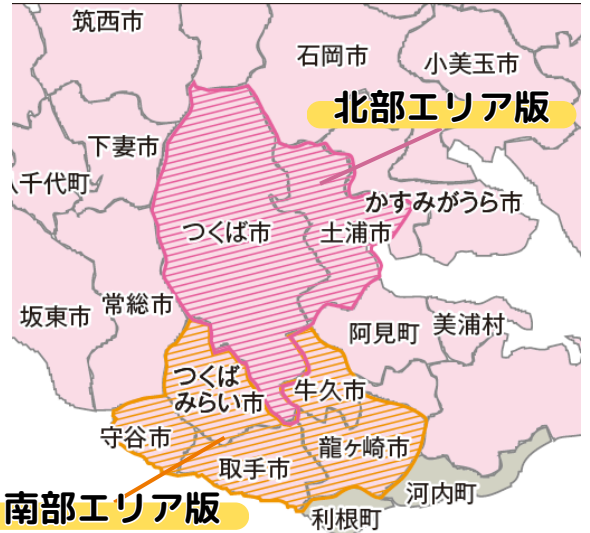 筑西市
石岡市
小美玉市
北部エリア版
下妻市
八千代町
かすみがうら市
つくば市
土浦市
常総市
坂東市
阿見町
美浦村
つくば
みらい市
牛久市
守谷市
龍ヶ崎市
取手市
河内町
南部エリア版
利根町